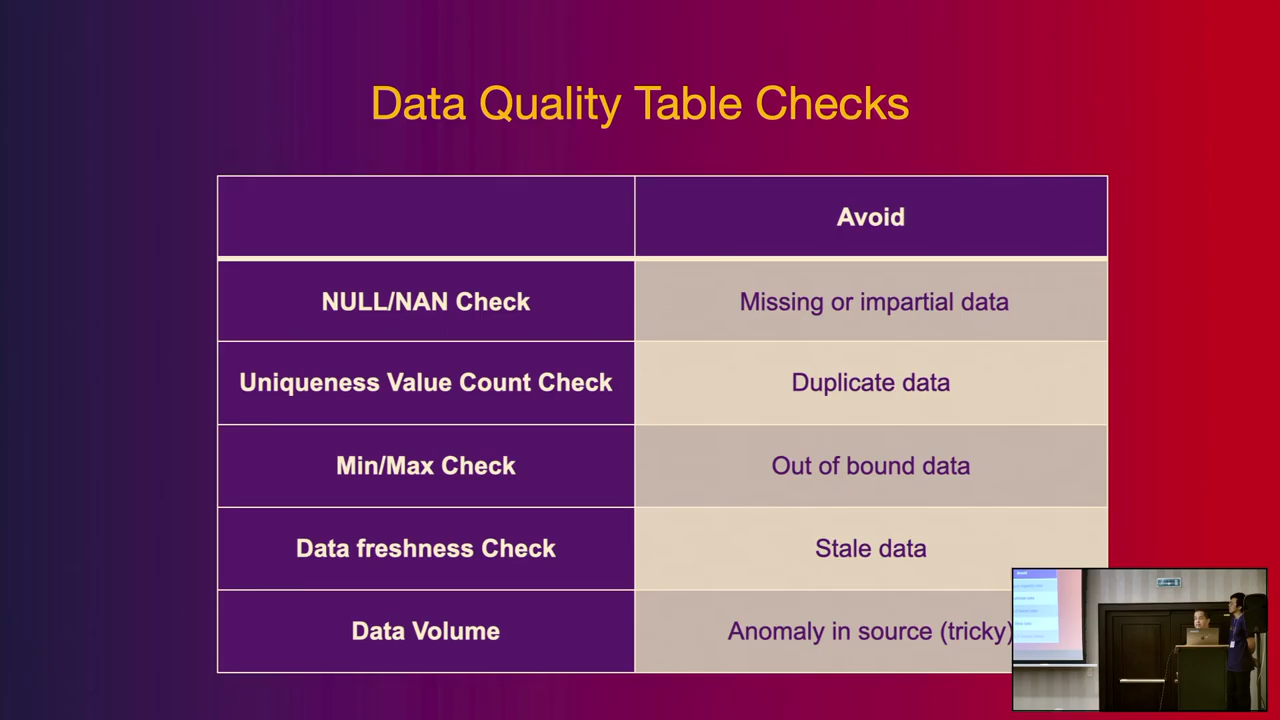 Data Quality Table Checks
Avoid
NULL/NAN Check
Missing or impartial data
Uniqueness Value Count Check
Duplicate data
Min/Max Check
Out of bound data
Data freshness Check
Stale data
Data Volume
Anomaly in source (tricky)
Avoid